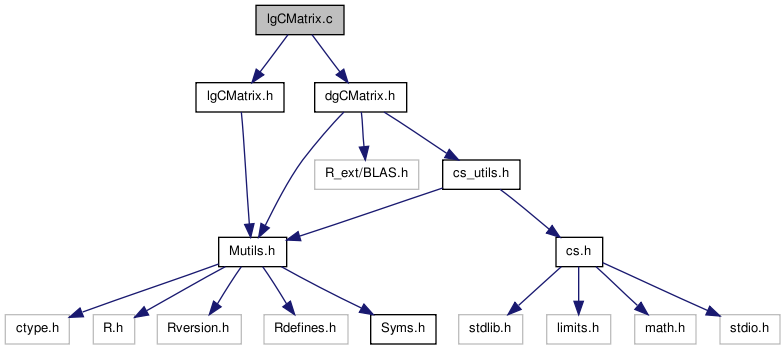 lgCMatrix.c
lgCMatrix.h
dgCMatrix.h
R_ext/BLAS.h
cs_utils.h
Mutils.h
cs.h
ctype.h
R.h
Rversion.h
Rdefines.h
Syms.h
stdlib.h
limits.h
math.h
stdio.h